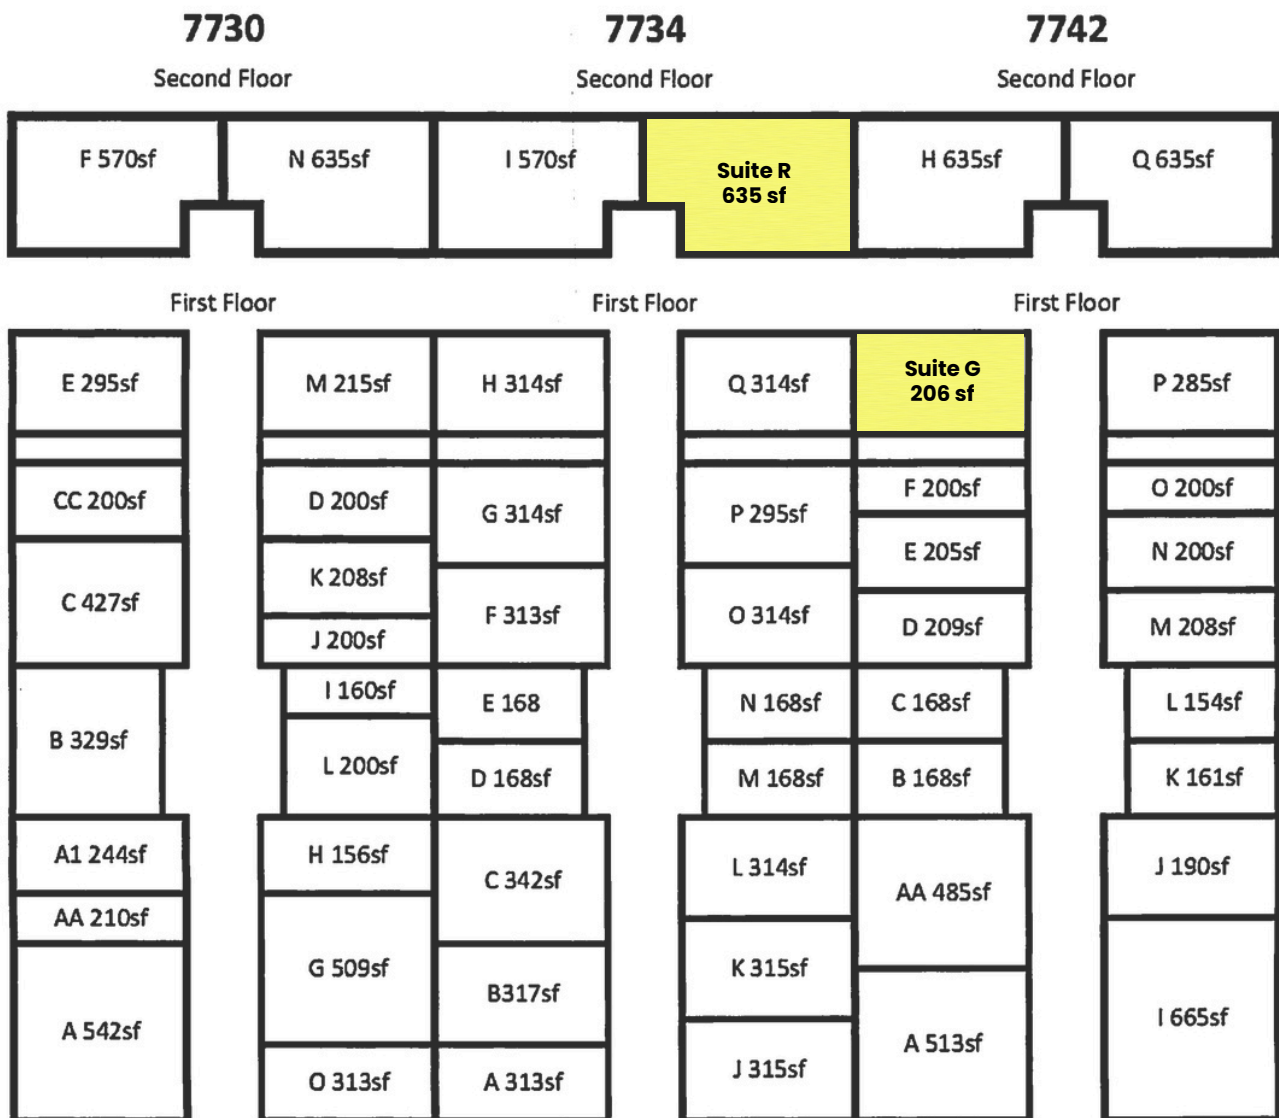 7730
7734
7742
Second Floor
Second Floor
Second Floor
F 570sf
N 635sf
I 570sf
Suite R
635 sf
H 635sf
Q 635sf
First Floor
First Floor
First Floor
E 295sf
M 215sf
H 314sf
Q 314sf
Suite G
206 sf
P 285sf
CC 200sf
D 200sf
G 314sf
P 295sf
F 200sf
O 200sf
E 205sf
N 200sf
C 427sf
K 208sf
J 200sf
F 313sf
O 314sf
D 209sf
M 208sf
B 329sf
I 160sf
L 200sf
E 168
D 168sf
N 168sf
M 168sf
C 168sf
B 168sf
L 154sf
K 161sf
A1 244sf
AA 210sf
A 542sf
H 156sf
G 509sf
O 313sf
C 342sf
B317sf
A 313sf
L 314sf
K 315sf
J 315sf
AA 485sf
A 513sf
J 190sf
I 665sf